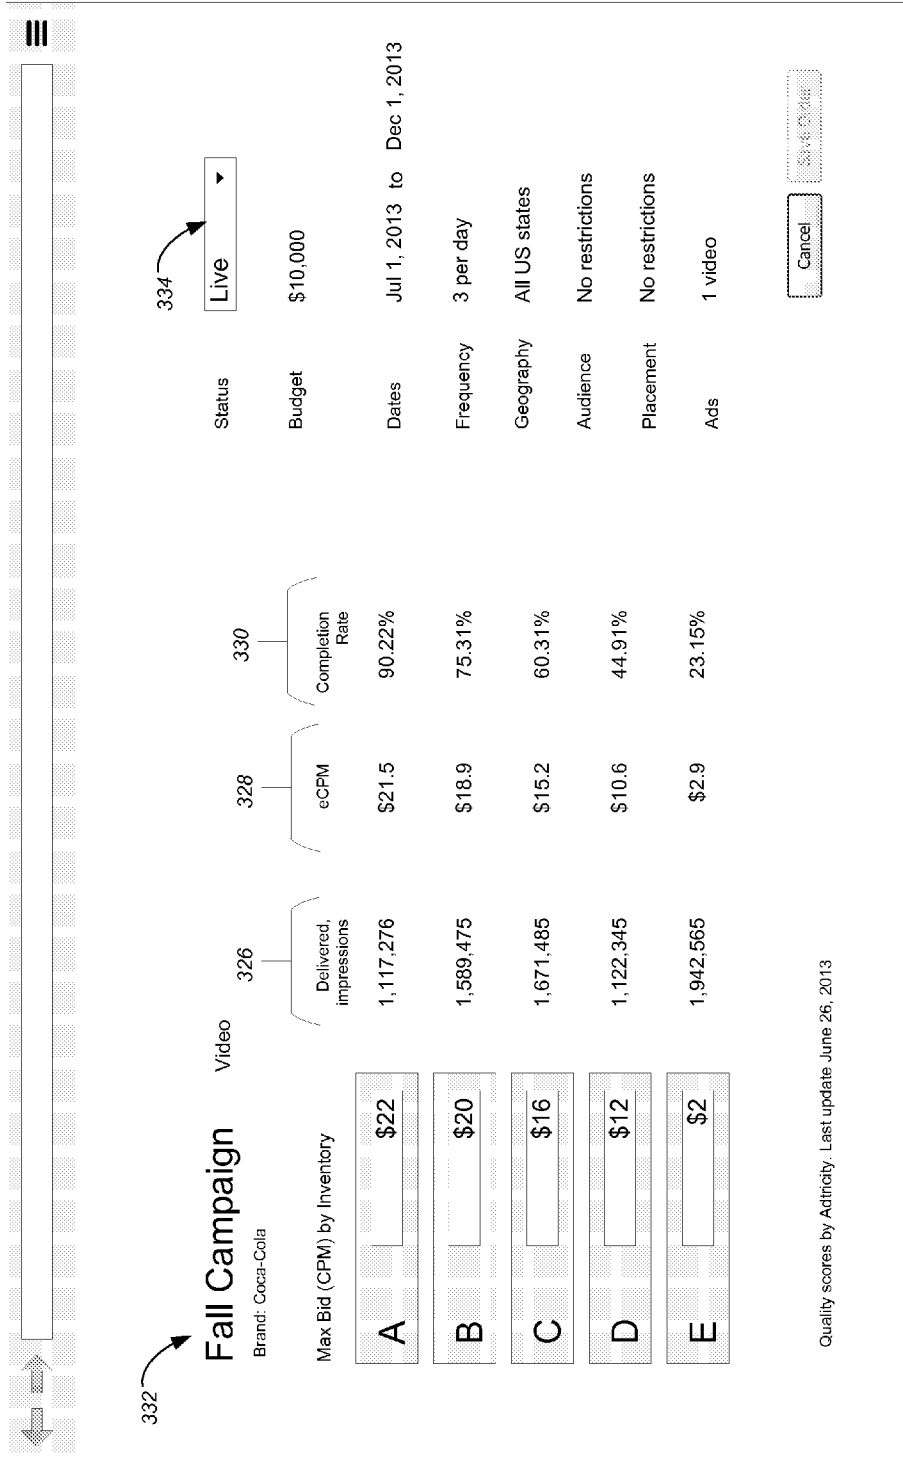 332
Fall Campaign Video
Brand: Coca-Cola
Max Bid (CPM) by Inventory
326
328
330
Delivered, impressions
eCPM
Completion Rate
A $22 1,117,276 $21.5 90.22%
B $20 1,589,475 $18.9 75.31%
C $16 1,671,485 $15.2 60.31%
D $12 1,122,345 $10.6 44.91%
E $2 1,942,565 $2.9 23.15%
334
Status Live
Budget $10,000
Dates Jul 1, 2013 to Dec 1, 2013
Frequency 3 per day
Geography All US states
Audience No restrictions
Placement No restrictions
Ads 1 video
Quality scores by Adtricity. Last update June 26, 2013
Cancel
Save Order